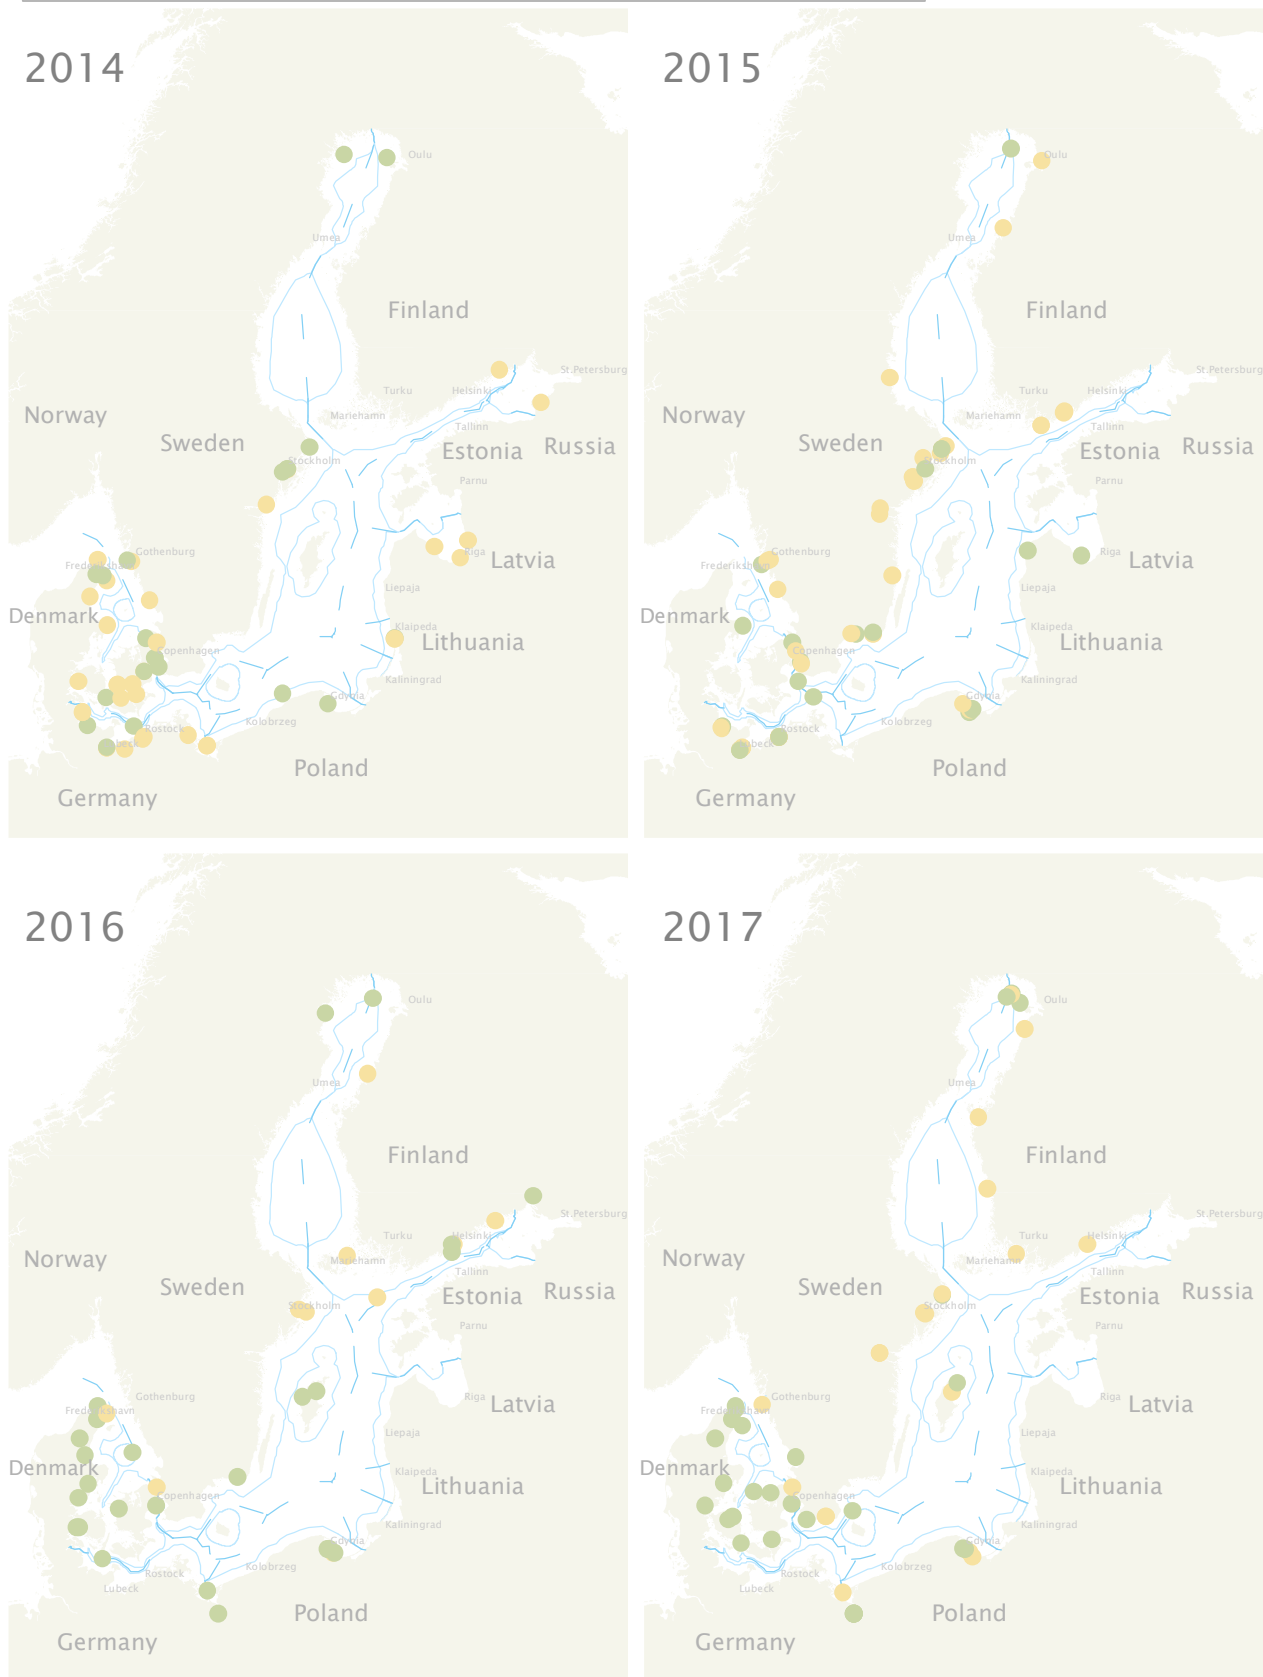 2014
Oulu
Umea
Finland
St.Petersburg
Turku
Helsinki
Norway
Mariehamn
Tallinn
Sweden
Estonia
Russia
Stockholm
Parnu
Gothenburg
Frederikshavn
Riga
Latvia
Liepaja
Denmark
Klaipeda
Lithuania
Copenhagen
Kaliningrad
Gdynia
Kolobrzeg
Rostock
Lubeck
Poland
Germany
2015
Oulu
Umea
Finland
St.Petersburg
Turku
Helsinki
Norway
Mariehamn
Tallinn
Sweden
Estonia
Russia
Stockholm
Parnu
Gothenburg
Frederikshavn
Riga
Latvia
Liepaja
Denmark
Klaipeda
Lithuania
Copenhagen
Kaliningrad
Gdynia
Kolobrzeg
Rostock
Lubeck
Poland
Germany
2016
Oulu
Umea
Finland
St.Petersburg
Turku
Helsinki
Norway
Mariehamn
Tallinn
Sweden
Estonia
Russia
Stockholm
Parnu
Gothenburg
Frederikshavn
Riga
Latvia
Liepaja
Denmark
Klaipeda
Lithuania
Copenhagen
Kaliningrad
Gdynia
Kolobrzeg
Rostock
Lubeck
Poland
Germany
2017
Oulu
Umea
Finland
St.Petersburg
Turku
Helsinki
Norway
Mariehamn
Tallinn
Sweden
Estonia
Russia
Stockholm
Parnu
Gothenburg
Frederikshavn
Riga
Latvia
Liepaja
Denmark
Klaipeda
Lithuania
Copenhagen
Kaliningrad
Gdynia
Kolobrzeg
Rostock
Lubeck
Poland
Germany